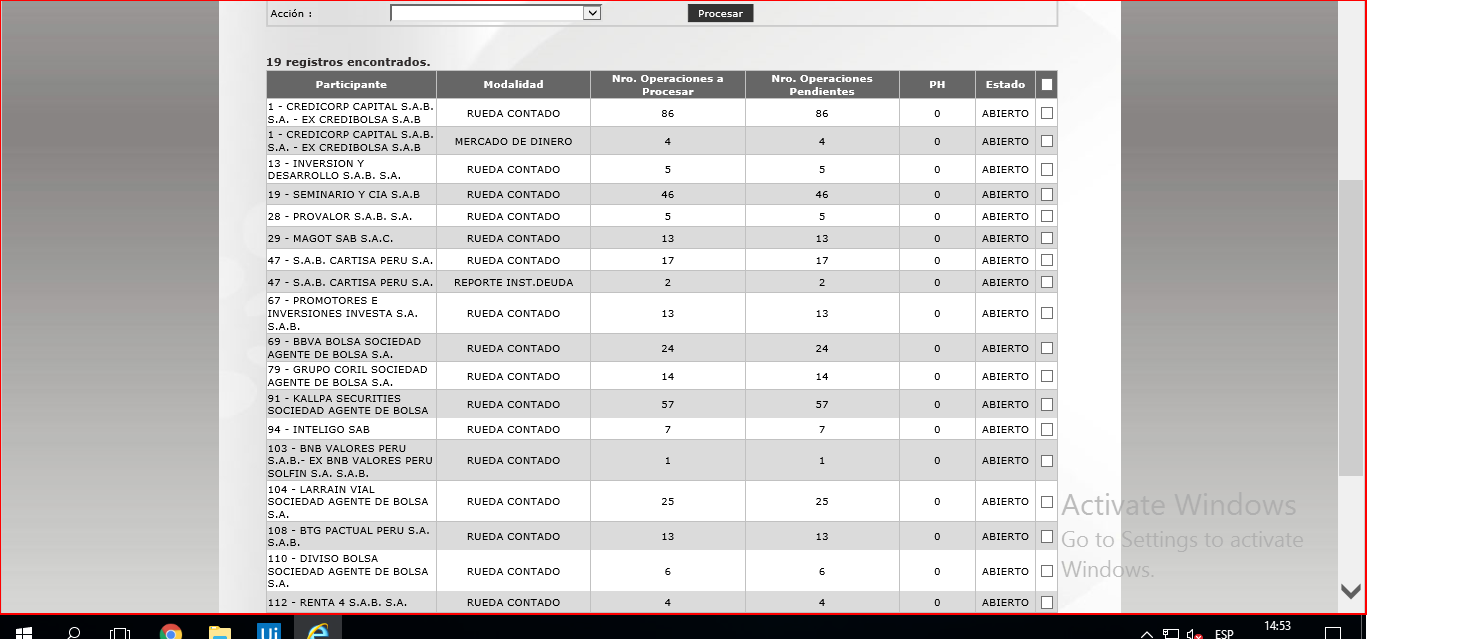 Acción :
Procesar
19 registros encontrados.
Participante Modalidad Nro. Operaciones a Procesar Nro. Operaciones Pendientes PH Estado
1 - CREDICORP CAPITAL S.A.B.
S.A. - EX CREDIBOLSA S.A.B RUEDA CONTADO 86 86 0 ABIERTO
1 - CREDICORP CAPITAL S.A.B.
S.A. - EX CREDIBOLSA S.A.B MERCADO DE DINERO 4 4 0 ABIERTO
13 - INVERSION Y
DESARROLLO S.A.B. S.A. RUEDA CONTADO 5 5 0 ABIERTO
19 - SEMINARIO Y CIA S.A.B RUEDA CONTADO 46 46 0 ABIERTO
28 - PROVALOR S.A.B. S.A. RUEDA CONTADO 5 5 0 ABIERTO
29 - MAGOT SAB S.A.C. RUEDA CONTADO 13 13 0 ABIERTO
47 - S.A.B. CARTISA PERU S.A. RUEDA CONTADO 17 17 0 ABIERTO
47 - S.A.B. CARTISA PERU S.A. REPORTE INST.DEUDA 2 2 0 ABIERTO
67 - PROMOTORES E
INVERSIONES INVESTA S.A. RUEDA CONTADO 13 13 0 ABIERTO
S.A.B.
69 - BBVA BOLSA SOCIEDAD
AGENTE DE BOLSA S.A. RUEDA CONTADO 24 24 0 ABIERTO
79 - GRUPO CORIL SOCIEDAD
AGENTE DE BOLSA S.A. RUEDA CONTADO 14 14 0 ABIERTO
91 - KALLPA SECURITIES
SOCIEDAD AGENTE DE BOLSA RUEDA CONTADO 57 57 0 ABIERTO
94 - INTELIGO SAB RUEDA CONTADO 7 7 0 ABIERTO
103 - BNB VALORES PERU
S.A.B.- EX BNB VALORES PERU RUEDA CONTADO 1 1 0 ABIERTO
SOLFIN S.A. S.A.B.
104 - LARRAIN VIAL
SOCIEDAD AGENTE DE BOLSA RUEDA CONTADO 25 25 0 ABIERTO
S.A.
108 - BTG PACTUAL PERU S.A.
S.A.B. RUEDA CONTADO 13 13 0 ABIERTO
110 - DIVISO BOLSA
SOCIEDAD AGENTE DE BOLSA RUEDA CONTADO 6 6 0 ABIERTO
S.A.
112 - RENTA 4 S.A.B. S.A. RUEDA CONTADO 4 4 0 ABIERTO
Activate Windows
Go to Settings to activate
Windows.
Ui
ESP
14:53